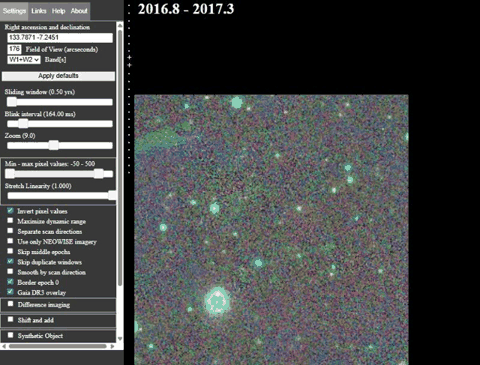 Settings Links Help About
2016.8 - 2017.3
Right ascension and declination
133.7871 -7.2451
176 Field of View (arcseconds)
W1+W2 Band[s]
Apply defaults
Sliding window (0.50 yrs)
Blink interval (164.00 ms)
Zoom (9.0)
Min - max pixel values: -50 - 500
Stretch Linearity (1.000)
Invert pixel values
Maximize dynamic range
Separate scan directions
Use only NEOWISE imagery
Skip middle epochs
Skip duplicate windows
Smooth by scan direction
Border epoch 0
Gaia DR3 overlay
Difference imaging
Shift and add
Synthetic Object